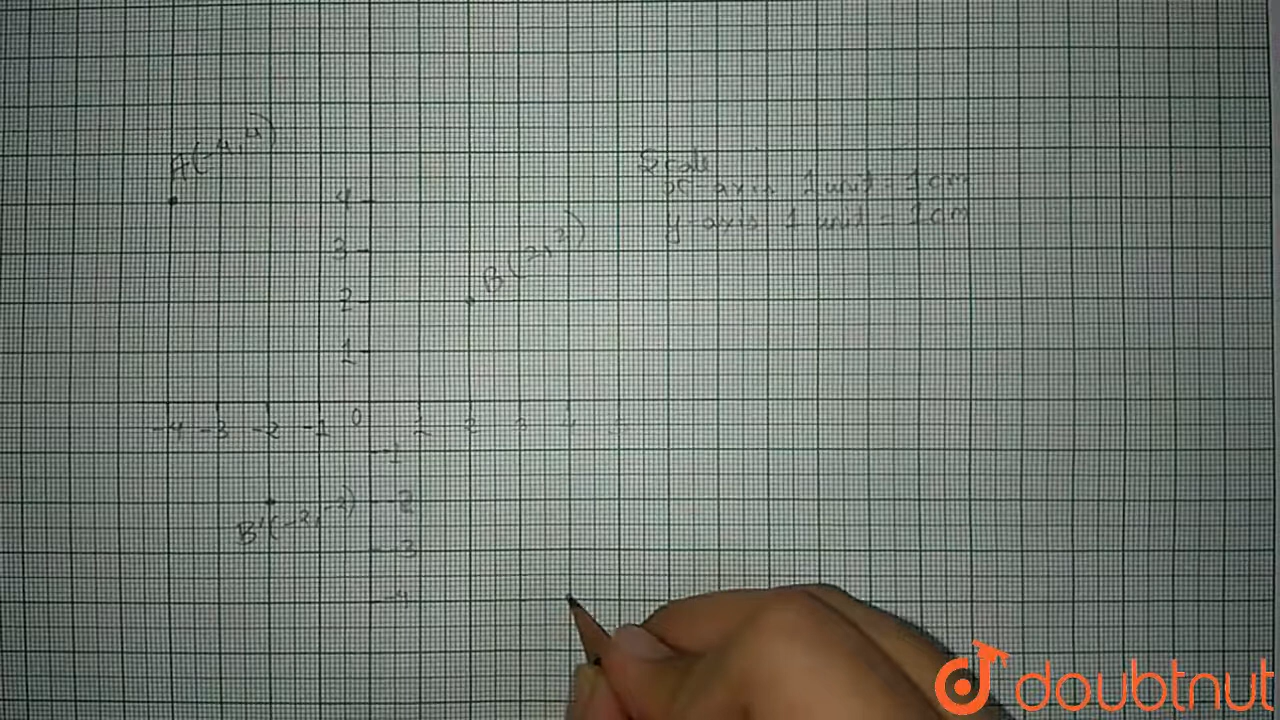 A(-4,4)
Scale
x-axis 1 unit = 1 cm
y-axis 1 unit = 1 cm
4
3
B(2,2)
2
1
-4 -3 -2 -1 0 1 2 3 4 5
-1
-2
B'(-2,-2)
-3
-4
doubtnut